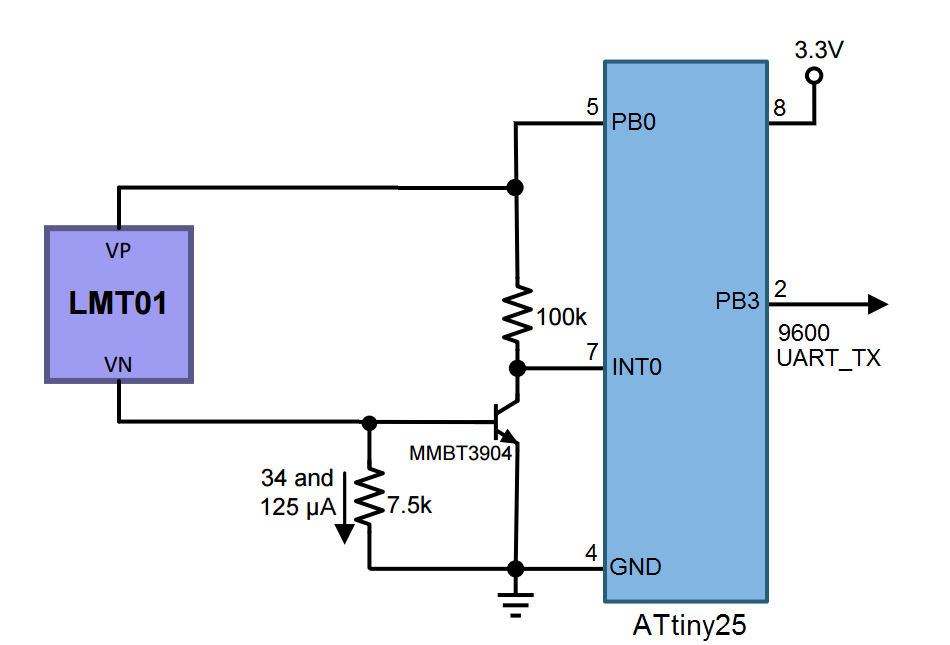 3.3V
5
PB0
8
VP
LMT01
VN
100k
PB3
2
9600
UART_TX
7
INT0
MMBT3904
34 and
125 µA
7.5k
4
GND
ATtiny25